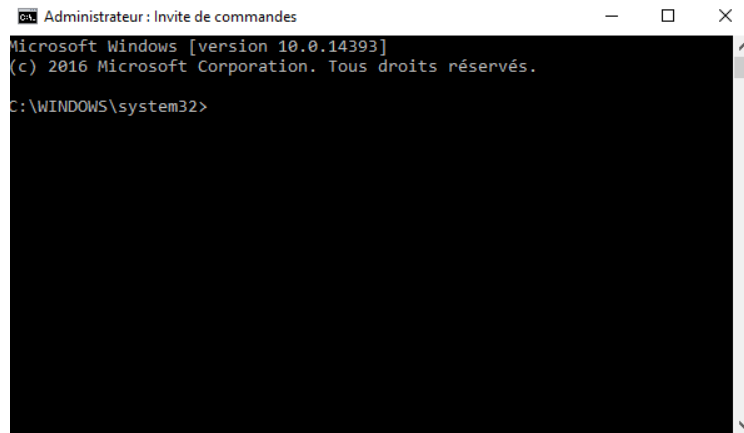 Administrateur : Invite de commandes
Microsoft Windows [version 10.0.14393]
(c) 2016 Microsoft Corporation. Tous droits réservés.
C:\WINDOWS\system32>